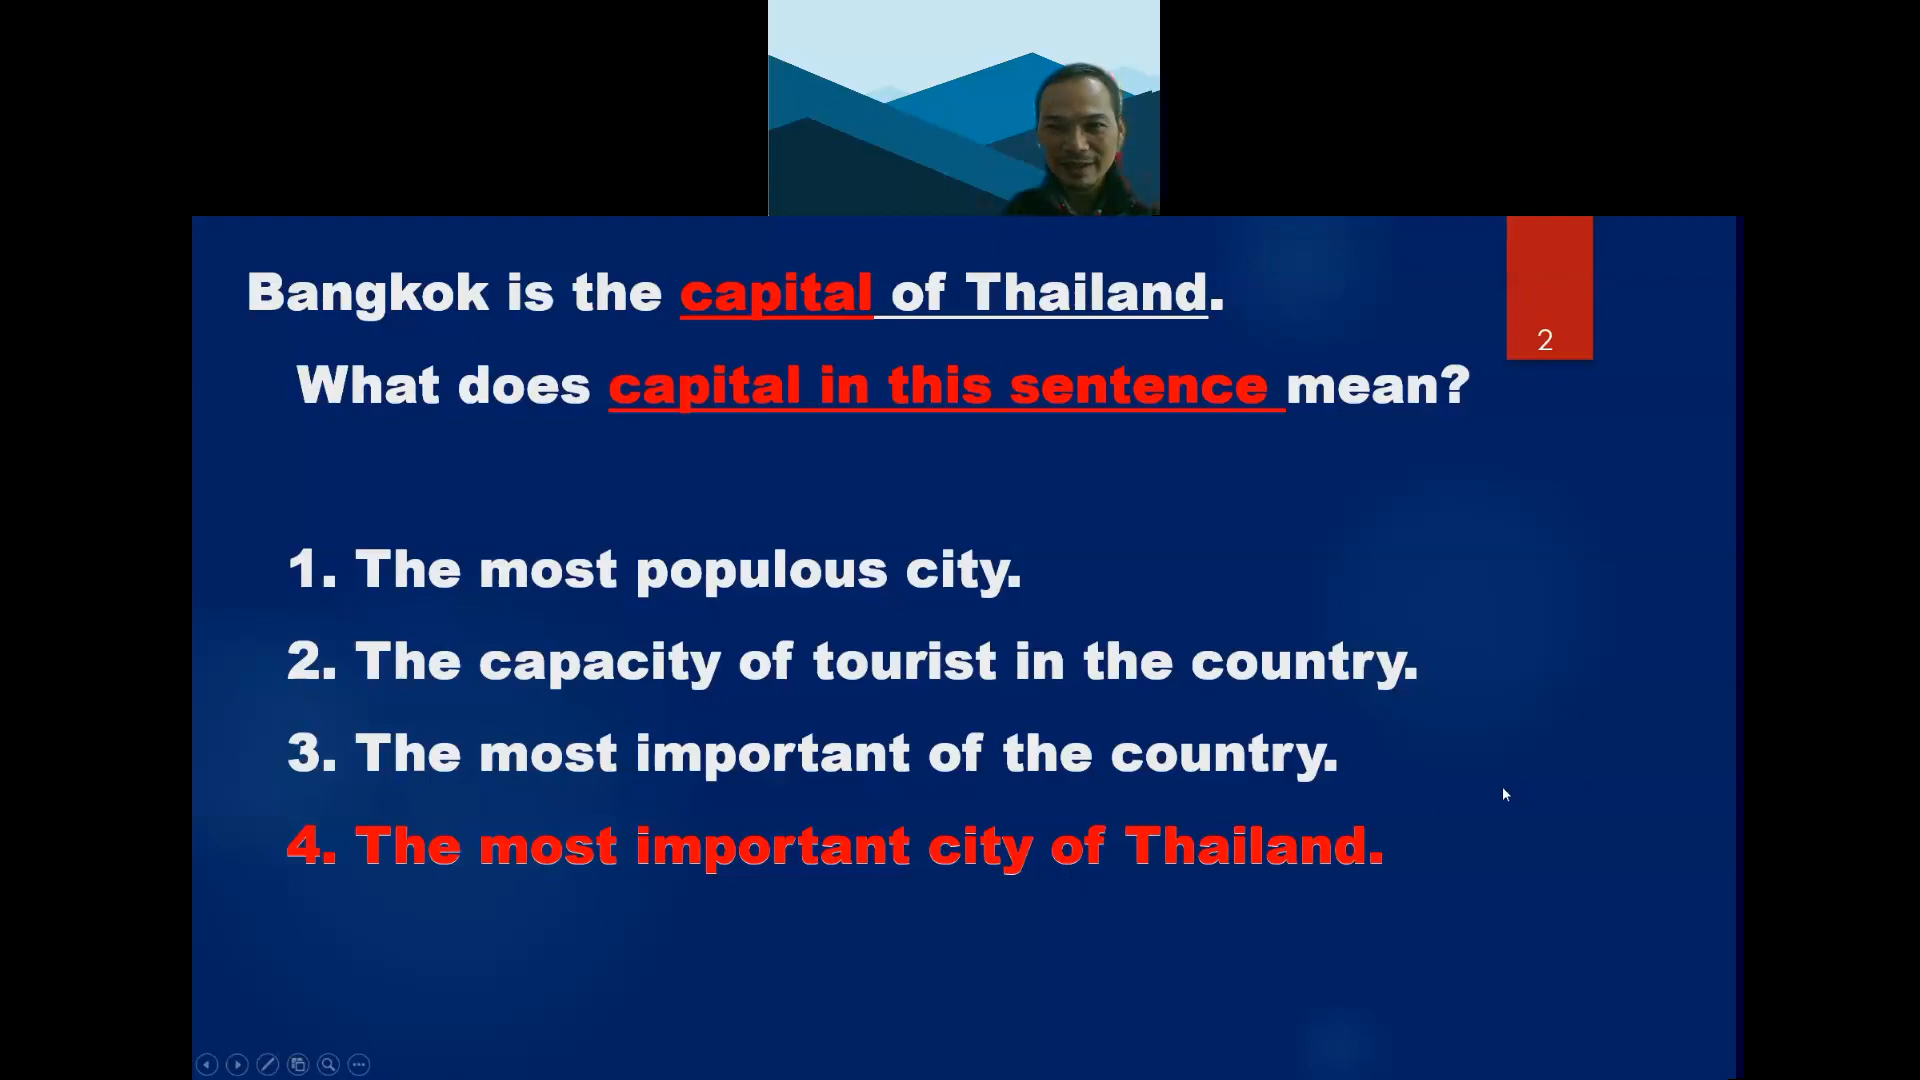 Bangkok is the capital of Thailand.
2
What does capital in this sentence mean?
1. The most populous city.
2. The capacity of tourist in the country.
3. The most important of the country.
4. The most important city of Thailand.